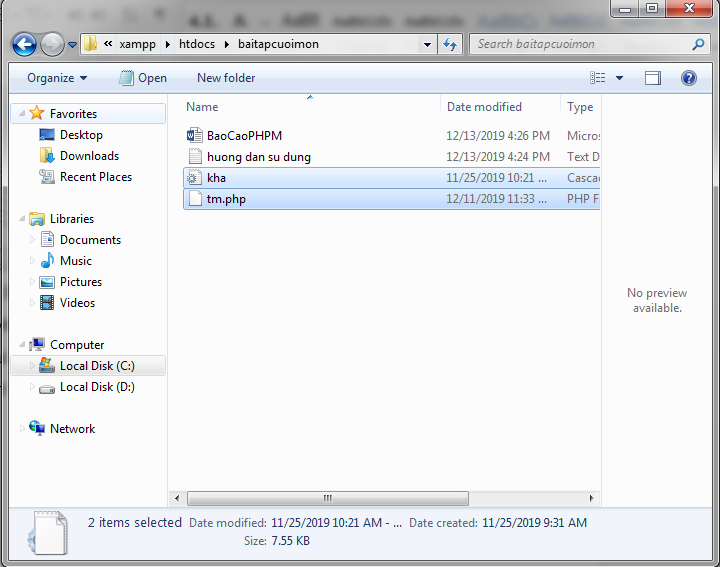 « xampp ▸ htdocs ▸ baitapcuoimon
Search baitapcuoimon
Organize Open New folder
Name Date modified Type
BaoCaoPHPM 12/13/2019 4:26 PM Micros
huong dan su dung 12/13/2019 4:24 PM Text D
kha 11/25/2019 10:21 ... Casca
tm.php 12/11/2019 11:33 ... PHP F
Favorites
Desktop
Downloads
Recent Places
Libraries
Documents
Music
Pictures
Videos
Computer
Local Disk (C:)
Local Disk (D:)
Network
No preview
available.
2 items selected Date modified: 11/25/2019 10:21 AM - ... Date created: 11/25/2019 9:31 AM
Size: 7.55 KB